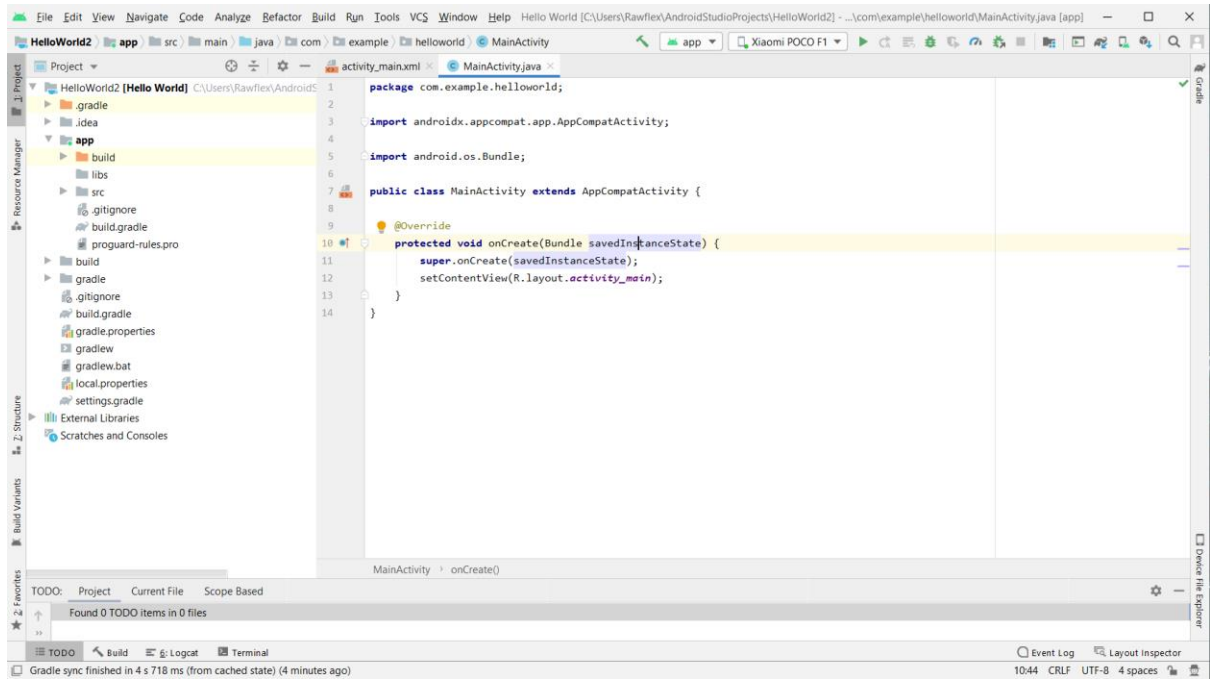 File Edit View Navigate Code Analyze Refactor Build Run Tools VCS Window Help Hello World [C:\Users\Rawflex\AndroidStudioProjects\HelloWorld2] - ...\com\example\helloworld\MainActivity.java [app]
HelloWorld2 app src main java com example helloworld MainActivity app Xiaomi POCO F1
Project
activity_main.xml MainActivity.java
HelloWorld2 [Hello World] C:\Users\Rawflex\AndroidS
.gradle
.idea
app
build
libs
src
.gitignore
build.gradle
proguard-rules.pro
build
gradle
.gitignore
build.gradle
gradle.properties
gradlew
gradlew.bat
local.properties
settings.gradle
External Libraries
Scratches and Consoles
1 package com.example.helloworld;
2
3 import androidx.appcompat.app.AppCompatActivity;
4
5 import android.os.Bundle;
6
7 public class MainActivity extends AppCompatActivity {
8
9 @Override
10 protected void onCreate(Bundle savedInstanceState) {
11 super.onCreate(savedInstanceState);
12 setContentView(R.layout.activity_main);
13 }
14 }
MainActivity › onCreate()
1: Project
Resource Manager
Z: Structure
Build Variants
2: Favorites
Gradle
Device File Explorer
TODO: Project Current File Scope Based
Found 0 TODO items in 0 files
TODO Build 6: Logcat Terminal Event Log Layout Inspector
Gradle sync finished in 4 s 718 ms (from cached state) (4 minutes ago) 10:44 CRLF UTF-8 4 spaces